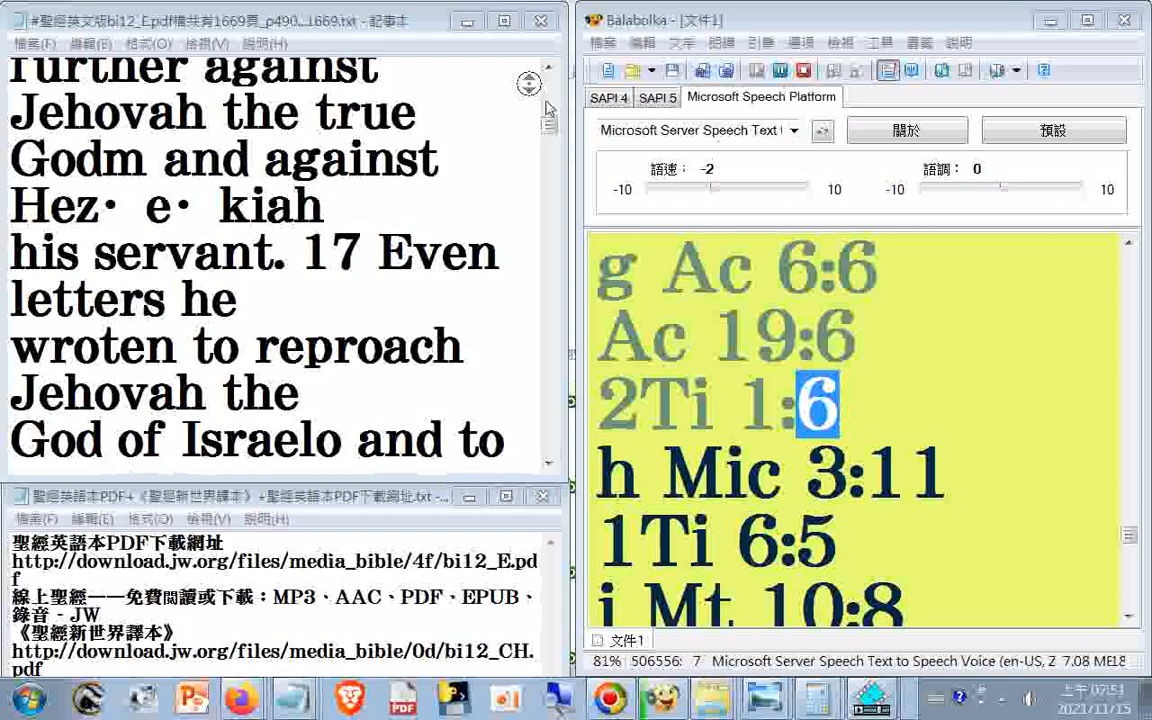 #聖經英文版bi12_E.pdf檔共有1669頁_p490...1669.txt - 記事本
檔案(F) 編輯(E) 格式(O) 檢視(V) 說明(H)
further against
Jehovah the true
Godm and against
Hez· e· kiah
his servant. 17 Even
letters he
wroten to reproach
Jehovah the
God of Israelo and to
聖經英語本PDF+《聖經新世界譯本》+聖經英語本PDF下載網址.txt -...
檔案(F) 編輯(E) 格式(O) 檢視(V) 說明(H)
聖經英語本PDF下載網址
http://download.jw.org/files/media_bible/4f/bi12_E.pd
f
線上聖經——免費閱讀或下載：MP3、AAC、PDF、EPUB、
錄音 - JW
《聖經新世界譯本》
http://download.jw.org/files/media_bible/0d/bi12_CH.
pdf
Balabolka - [文件1]
檔案 編輯 文字 朗讀 引擎 選項 檢視 工具 書籤 說明
SAPI 4 SAPI 5 Microsoft Speech Platform
Microsoft Server Speech Text 關於 預設
語速： -2 語調： 0
-10 10 -10 10
g Ac 6:6
Ac 19:6
2Ti 1:6
h Mic 3:11
1Ti 6:5
i Mt 10:8
文件1
81% 506556: 7 Microsoft Server Speech Text to Speech Voice (en-US, Z 7.08 ME
上午 07:51
2021/11/15